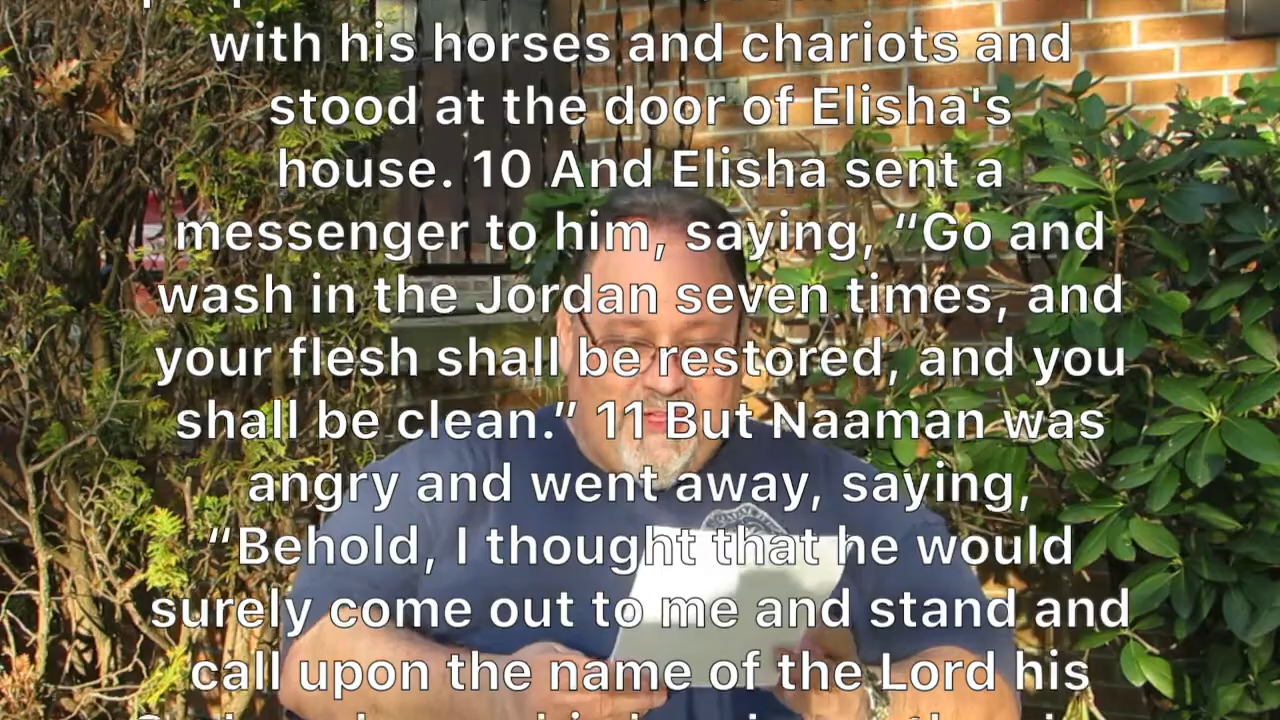 with his horses and chariots and
stood at the door of Elisha's
house. 10 And Elisha sent a
messenger to him, saying, “Go and
wash in the Jordan seven times, and
your flesh shall be restored, and you
shall be clean.” 11 But Naaman was
angry and went away, saying,
“Behold, I thought that he would
surely come out to me and stand and
call upon the name of the Lord his